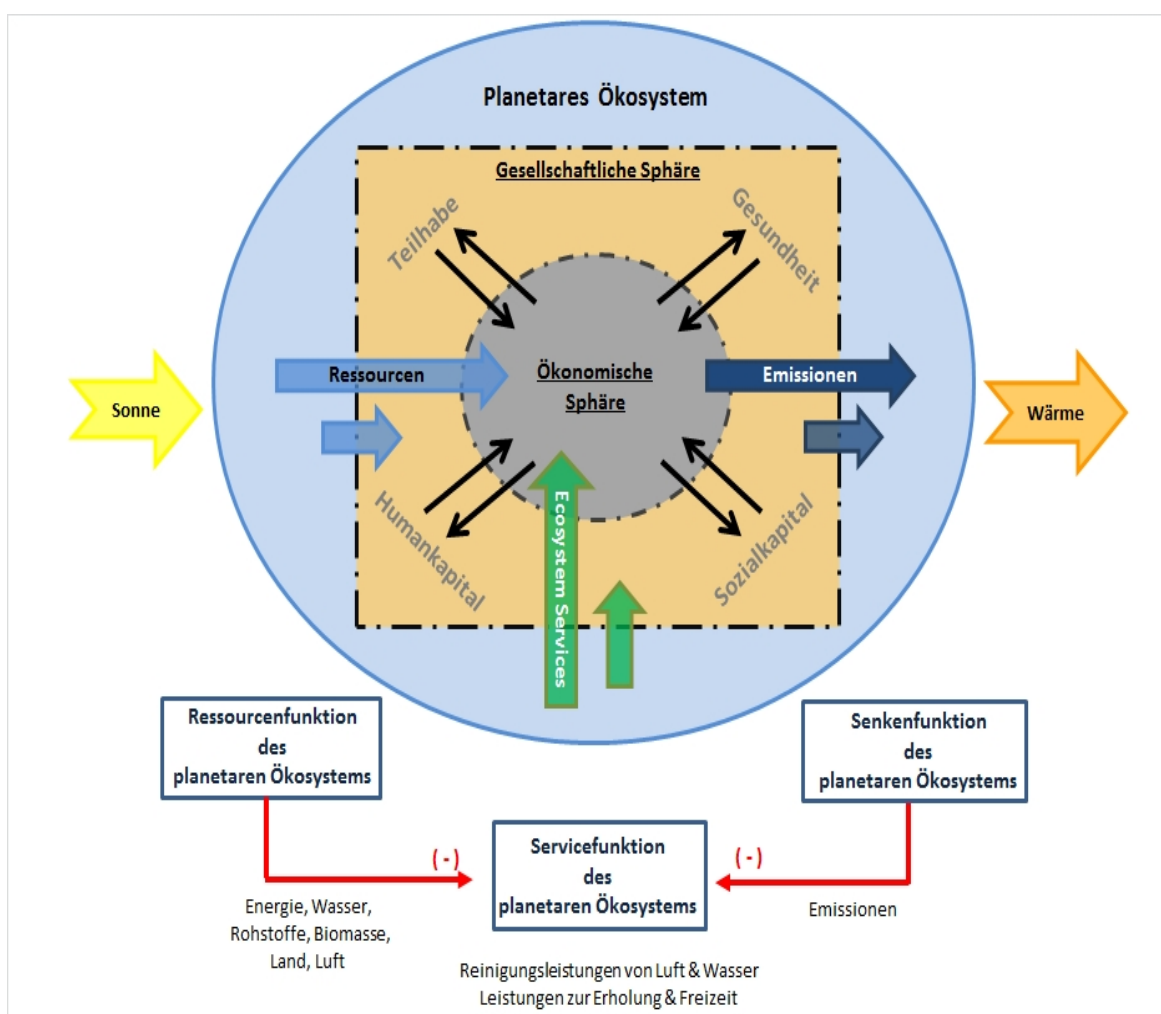 Planetares Ökosystem
Gesellschaftliche Sphäre
Teilhabe
Gesundheit
Ressourcen
Ökonomische
Sphäre
Emissionen
Sonne
Wärme
Humankapital
Ecosystem Services
Sozialkapital
Ressourcenfunktion
des
planetaren Ökosystems
Senkenfunktion
des
planetaren Ökosystems
(-)
Servicefunktion
des
planetaren Ökosystems
(-)
Energie, Wasser,
Rohstoffe, Biomasse,
Land, Luft
Emissionen
Reinigungsleistungen von Luft & Wasser
Leistungen zur Erholung & Freizeit